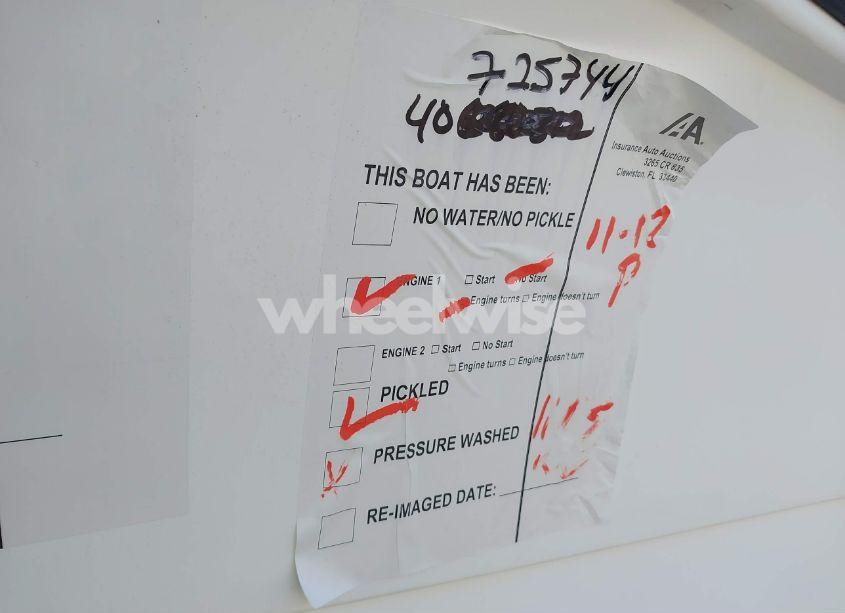 725744
40
IAA
Insurance Auto Auctions
3265 CR 835
Clewiston, FL 33440
THIS BOAT HAS BEEN:
NO WATER/NO PICKLE
11-12
P
ENGINE 1 Start No Start
Engine turns Engine doesn't turn
wheelwise
ENGINE 2 Start No Start
Engine turns Engine doesn't turn
PICKLED
PRESSURE WASHED
RE-IMAGED DATE: